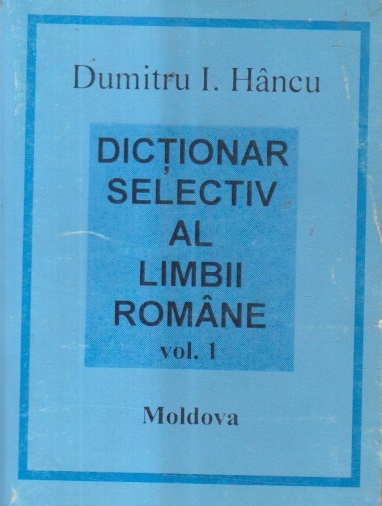 Dumitru I. Hâncu
DICȚIONAR
SELECTIV
AL
LIMBII
ROMÂNE
vol. 1
Moldova